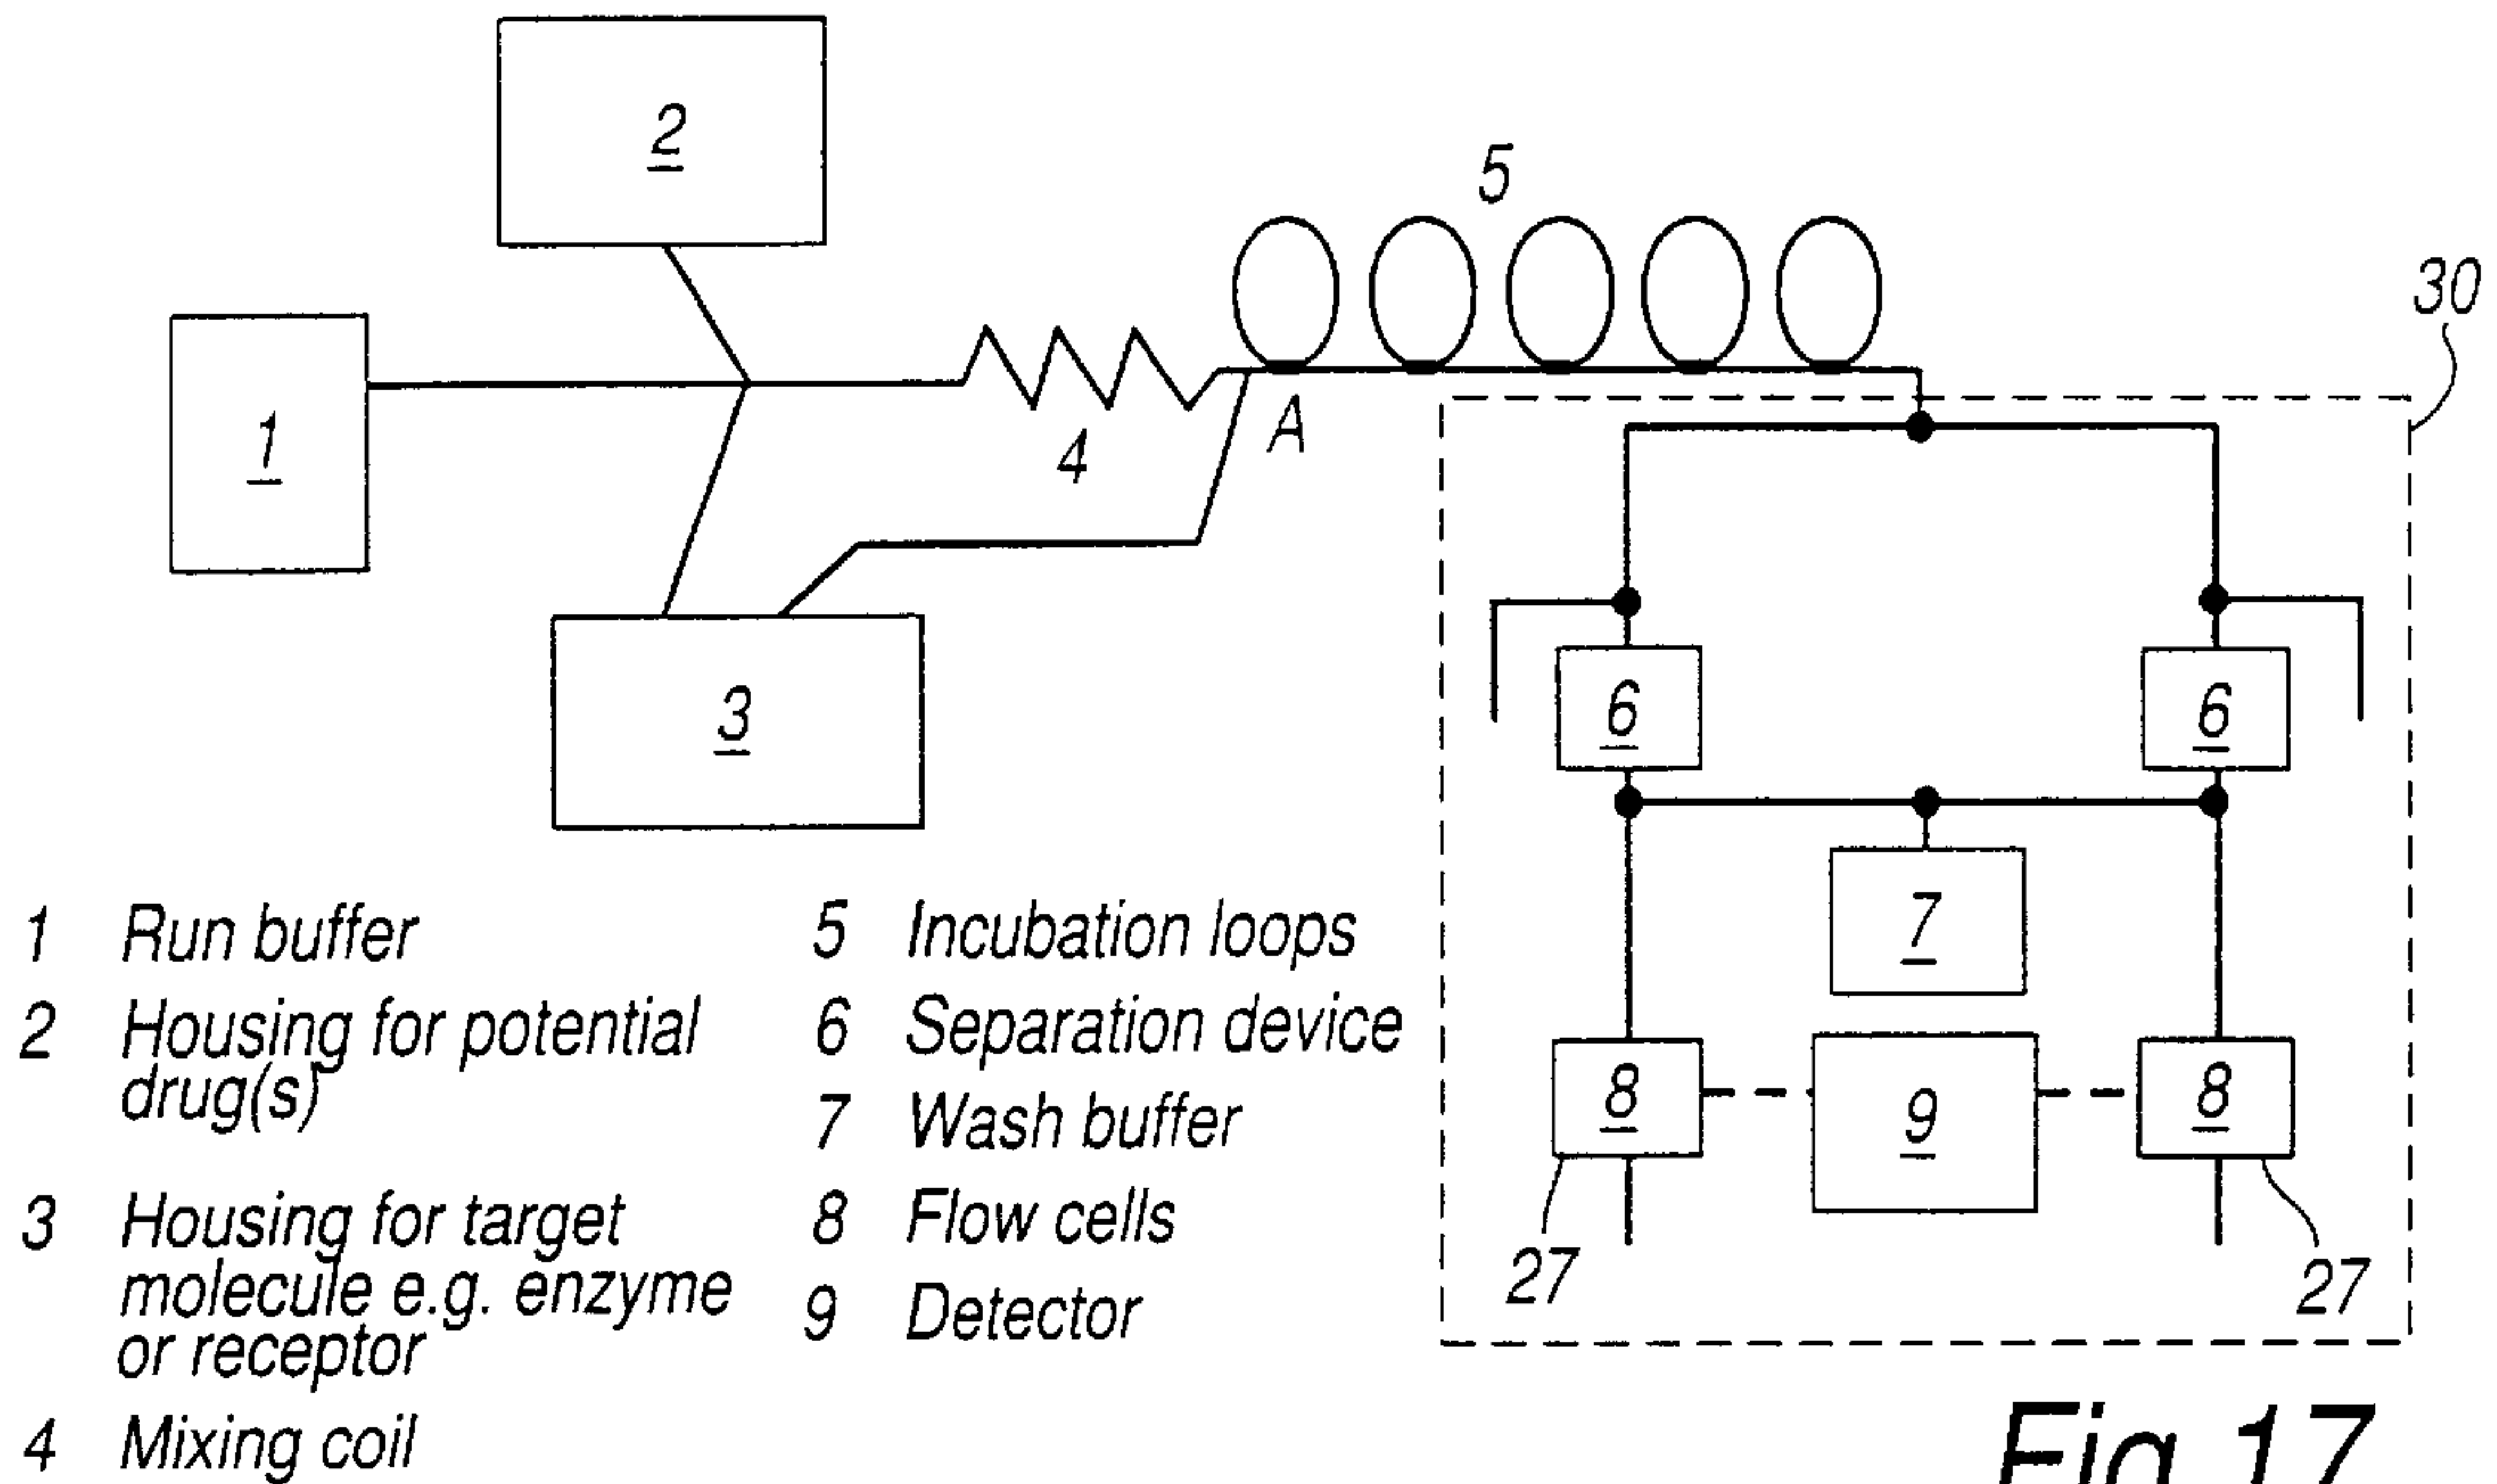 2
5
30
1
A
4
6
6
3
7
8
9
8
27
27
1 Run buffer
2 Housing for potential
drug(s)
3 Housing for target
molecule e.g. enzyme
or receptor
4 Mixing coil
5 Incubation loops
6 Separation device
7 Wash buffer
8 Flow cells
9 Detector
Fig. 17